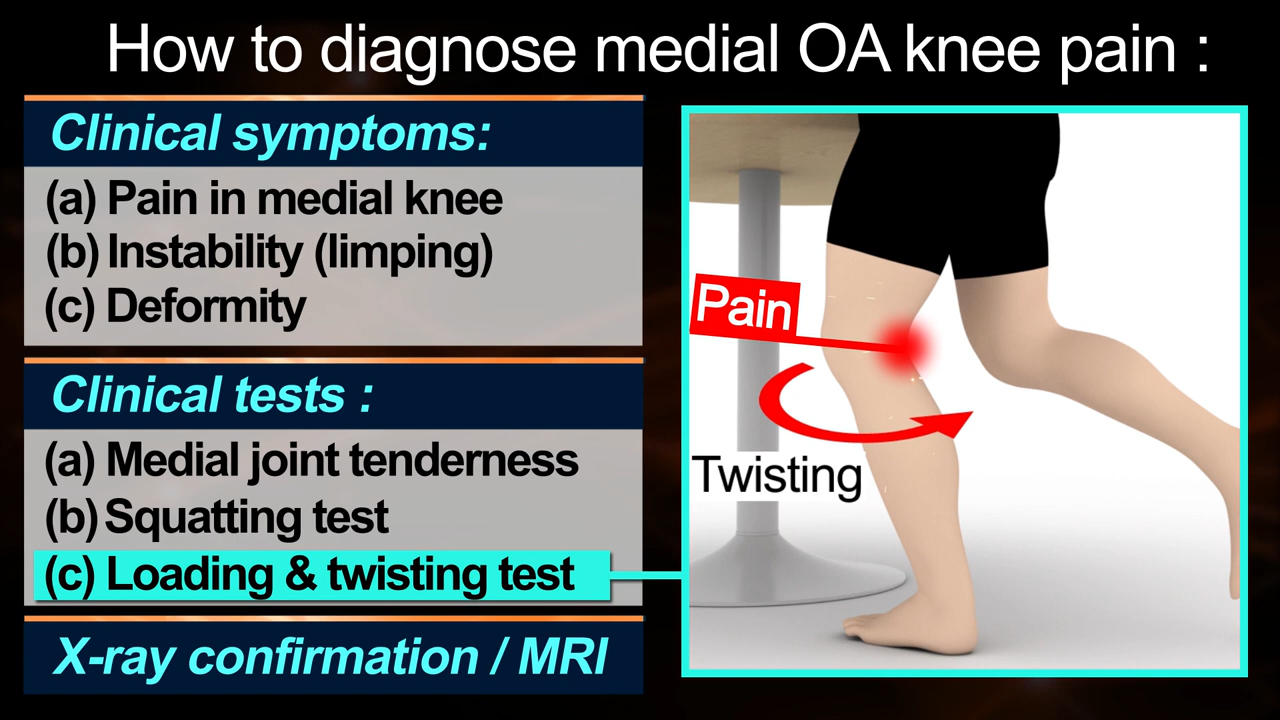 How to diagnose medial OA knee pain :
Clinical symptoms:
(a) Pain in medial knee
(b) Instability (limping)
(c) Deformity
Clinical tests :
(a) Medial joint tenderness
(b) Squatting test
(c) Loading & twisting test
X-ray confirmation / MRI
Pain
Twisting